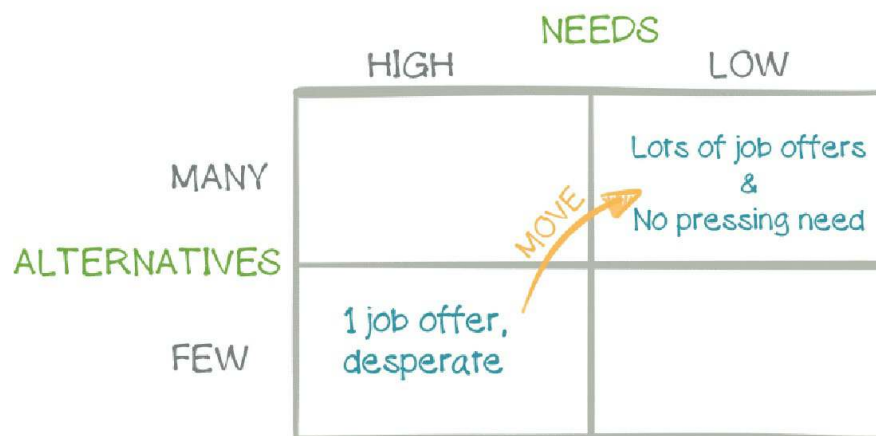 NEEDS
HIGH
LOW
MANY
Lots of job offers
&
No pressing need
MOVE
ALTERNATIVES
FEW
1 job offer,
desperate